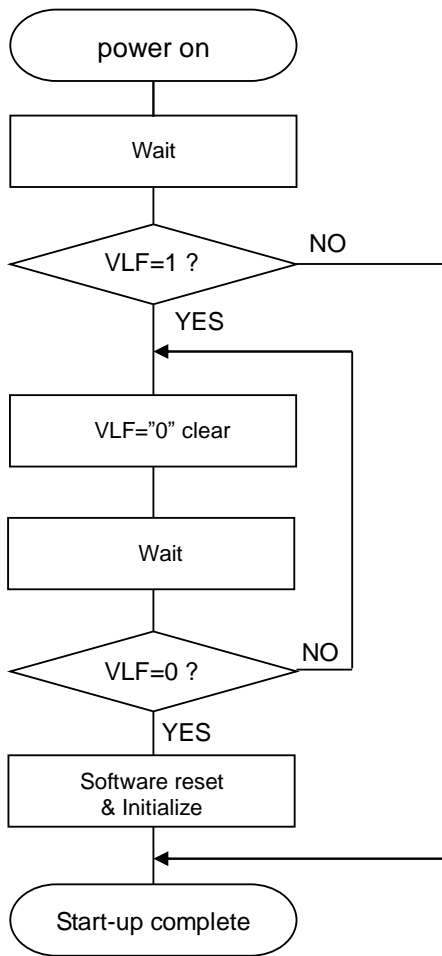 power on
Wait
VLF=1 ?
NO
YES
VLF=”0” clear
Wait
VLF=0 ?
NO
YES
Software reset
& Initialize
Start-up complete